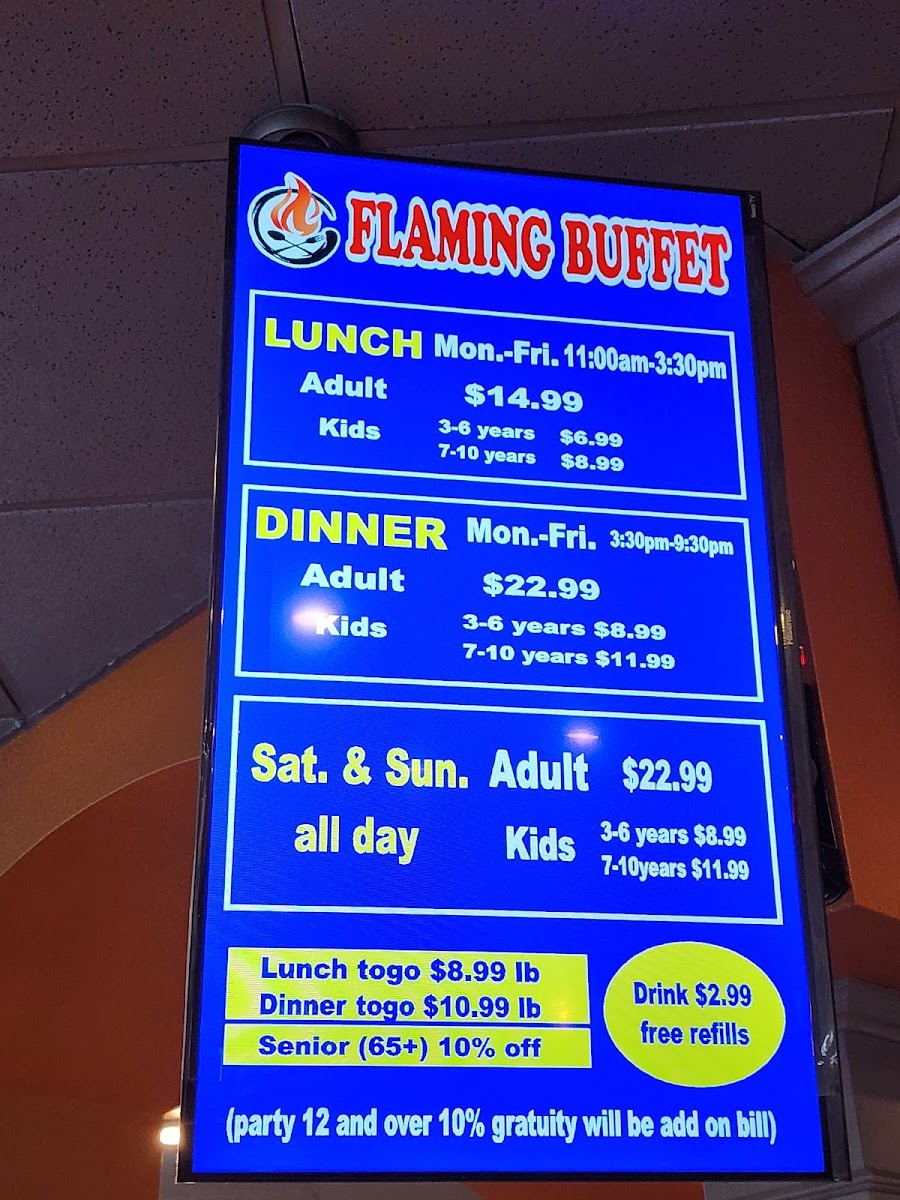 FLAMING BUFFET
LUNCH Mon.-Fri. 11:00am-3:30pm
Adult $14.99
Kids 3-6 years $6.99
7-10 years $8.99
DINNER Mon.-Fri. 3:30pm-9:30pm
Adult $22.99
Kids 3-6 years $8.99
7-10 years $11.99
Sat. & Sun. Adult $22.99
all day Kids 3-6 years $8.99
7-10years $11.99
Lunch togo $8.99 lb
Dinner togo $10.99 lb
Senior (65+) 10% off
Drink $2.99
free refills
(party 12 and over 10% gratuity will be add on bill)
Hisense